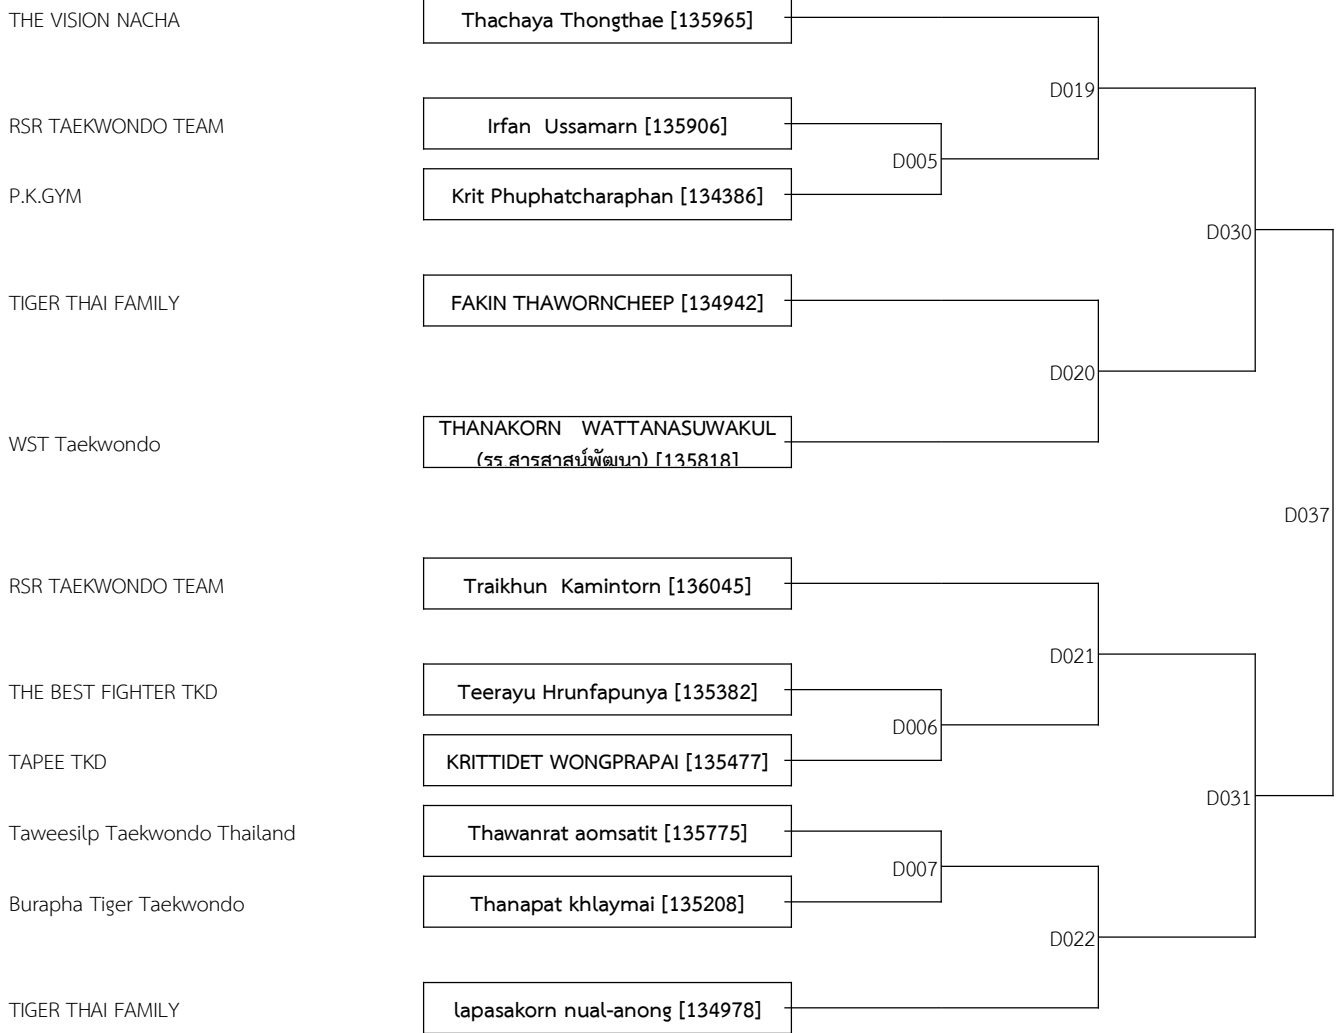 THE VISION NACHA
Thachaya Thongthae [135965]
D019
RSR TAEKWONDO TEAM
Irfan  Ussamarn [135906]
D005
P.K.GYM
Krit Phuphatcharaphan [134386]
D030
TIGER THAI FAMILY
FAKIN THAWORNCHEEP [134942]
D020
WST Taekwondo
THANAKORN   WATTANASUWAKUL
(รร.สารสาสน์พัฒนา) [135818]
D037
RSR TAEKWONDO TEAM
Traikhun  Kamintorn [136045]
D021
THE BEST FIGHTER TKD
Teerayu Hrunfapunya [135382]
D006
TAPEE TKD
KRITTIDET WONGPRAPAI [135477]
D031
Taweesilp Taekwondo Thailand
Thawanrat aomsatit [135775]
D007
Burapha Tiger Taekwondo
Thanapat khlaymai [135208]
D022
TIGER THAI FAMILY
lapasakorn nual-anong [134978]